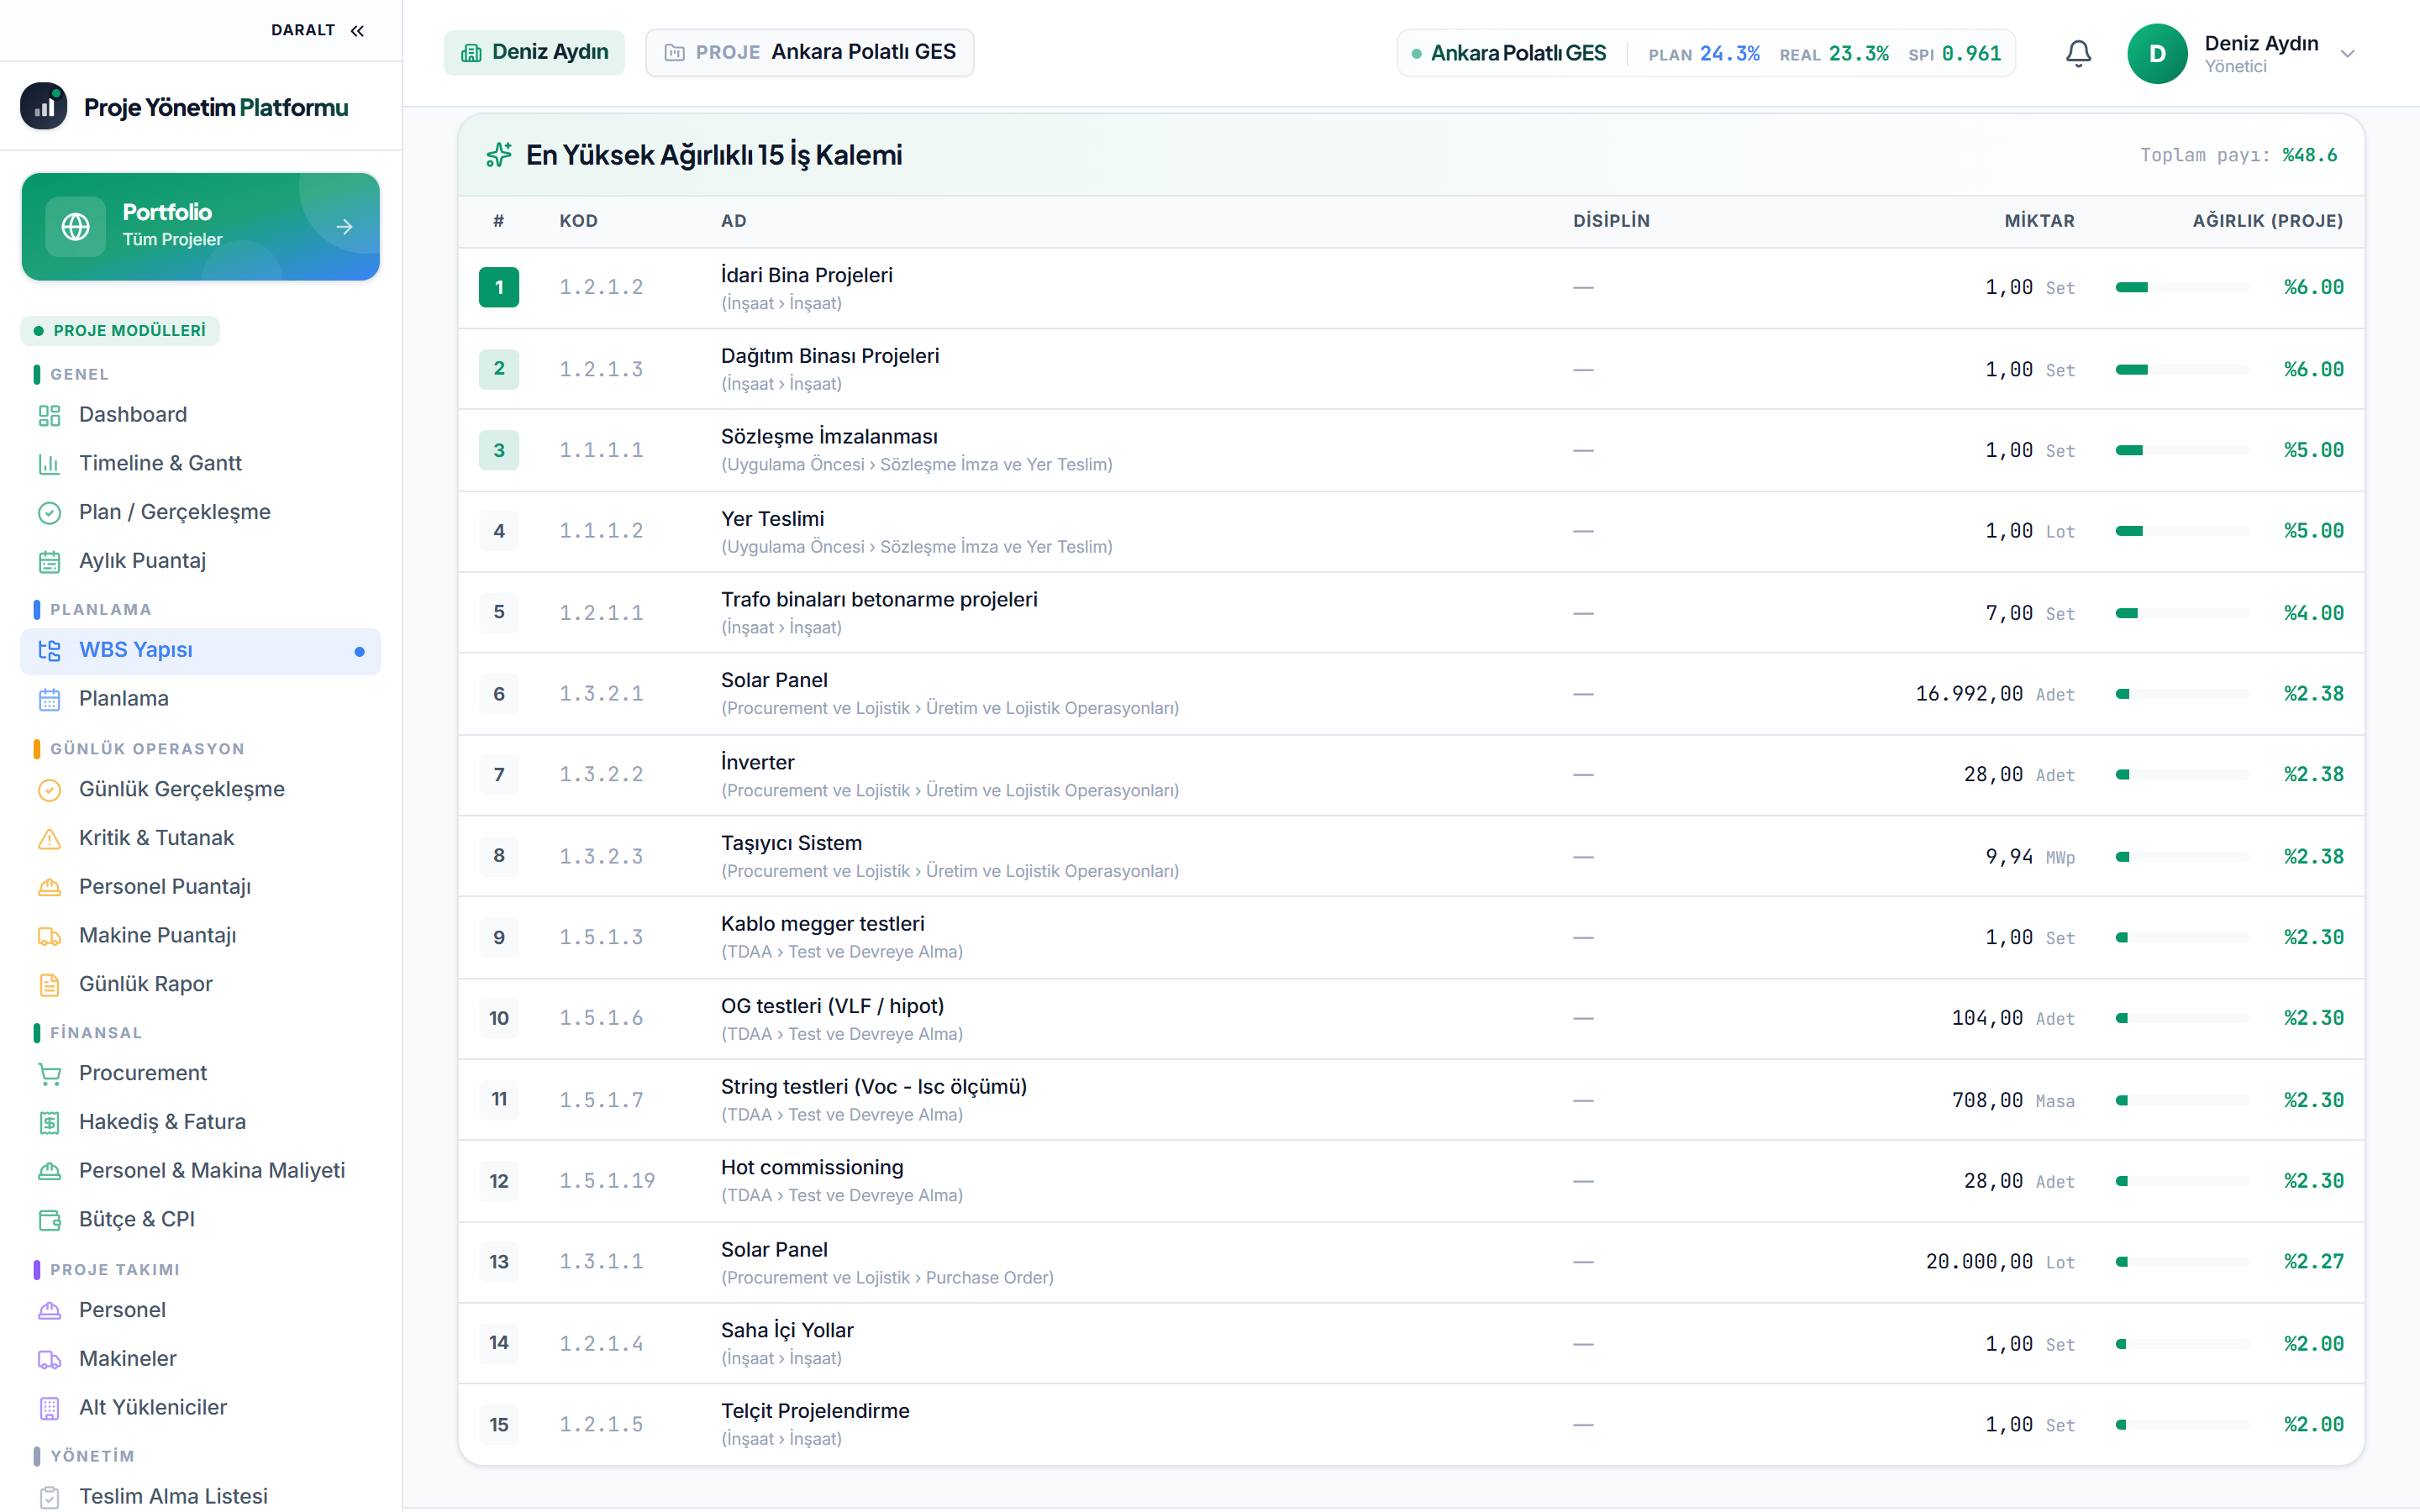 DARALT
Proje Yönetim Platformu
Portfolio
Tüm Projeler
PROJE MODÜLLERİ
GENEL
Dashboard
Timeline & Gantt
Plan / Gerçekleşme
Aylık Puantaj
PLANLAMA
WBS Yapısı
Planlama
GÜNLÜK OPERASYON
Günlük Gerçekleşme
Kritik & Tutanak
Personel Puantajı
Makine Puantajı
Günlük Rapor
FİNANSAL
Procurement
Hakediş & Fatura
Personel & Makina Maliyeti
Bütçe & CPI
PROJE TAKIMI
Personel
Makineler
Alt Yükleniciler
YÖNETİM
Teslim Alma Listesi
Deniz Aydın
PROJE Ankara Polatlı GES
Ankara Polatlı GES PLAN 24.3% REAL 23.3% SPI 0.961
D
Deniz Aydın
Yönetici
En Yüksek Ağırlıklı 15 İş Kalemi
Toplam payı: %48.6
# KOD AD DİSİPLİN MİKTAR AĞIRLIK (PROJE)
1 1.2.1.2 İdari Bina Projeleri — 1,00 Set %6.00
(İnşaat › İnşaat)
2 1.2.1.3 Dağıtım Binası Projeleri — 1,00 Set %6.00
(İnşaat › İnşaat)
3 1.1.1.1 Sözleşme İmzalanması — 1,00 Set %5.00
(Uygulama Öncesi › Sözleşme İmza ve Yer Teslim)
4 1.1.1.2 Yer Teslimi — 1,00 Lot %5.00
(Uygulama Öncesi › Sözleşme İmza ve Yer Teslim)
5 1.2.1.1 Trafo binaları betonarme projeleri — 7,00 Set %4.00
(İnşaat › İnşaat)
6 1.3.2.1 Solar Panel — 16.992,00 Adet %2.38
(Procurement ve Lojistik › Üretim ve Lojistik Operasyonları)
7 1.3.2.2 İnverter — 28,00 Adet %2.38
(Procurement ve Lojistik › Üretim ve Lojistik Operasyonları)
8 1.3.2.3 Taşıyıcı Sistem — 9,94 MWp %2.38
(Procurement ve Lojistik › Üretim ve Lojistik Operasyonları)
9 1.5.1.3 Kablo megger testleri — 1,00 Set %2.30
(TDAA › Test ve Devreye Alma)
10 1.5.1.6 OG testleri (VLF / hipot) — 104,00 Adet %2.30
(TDAA › Test ve Devreye Alma)
11 1.5.1.7 String testleri (Voc - Isc ölçümü) — 708,00 Masa %2.30
(TDAA › Test ve Devreye Alma)
12 1.5.1.19 Hot commissioning — 28,00 Adet %2.30
(TDAA › Test ve Devreye Alma)
13 1.3.1.1 Solar Panel — 20.000,00 Lot %2.27
(Procurement ve Lojistik › Purchase Order)
14 1.2.1.4 Saha İçi Yollar — 1,00 Set %2.00
(İnşaat › İnşaat)
15 1.2.1.5 Telçit Projelendirme — 1,00 Set %2.00
(İnşaat › İnşaat)